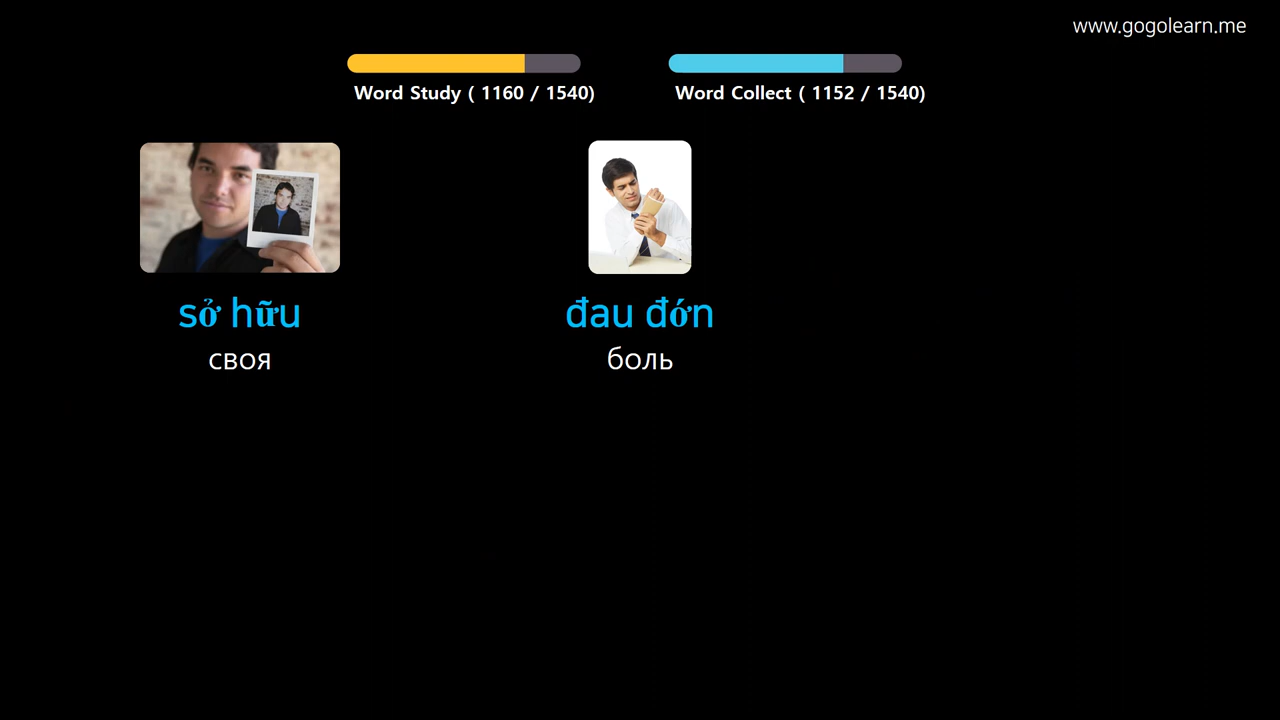 www.gogolearn.me
Word Study ( 1160 / 1540)
Word Collect ( 1152 / 1540)
sở hữu
своя
đau đớn
боль